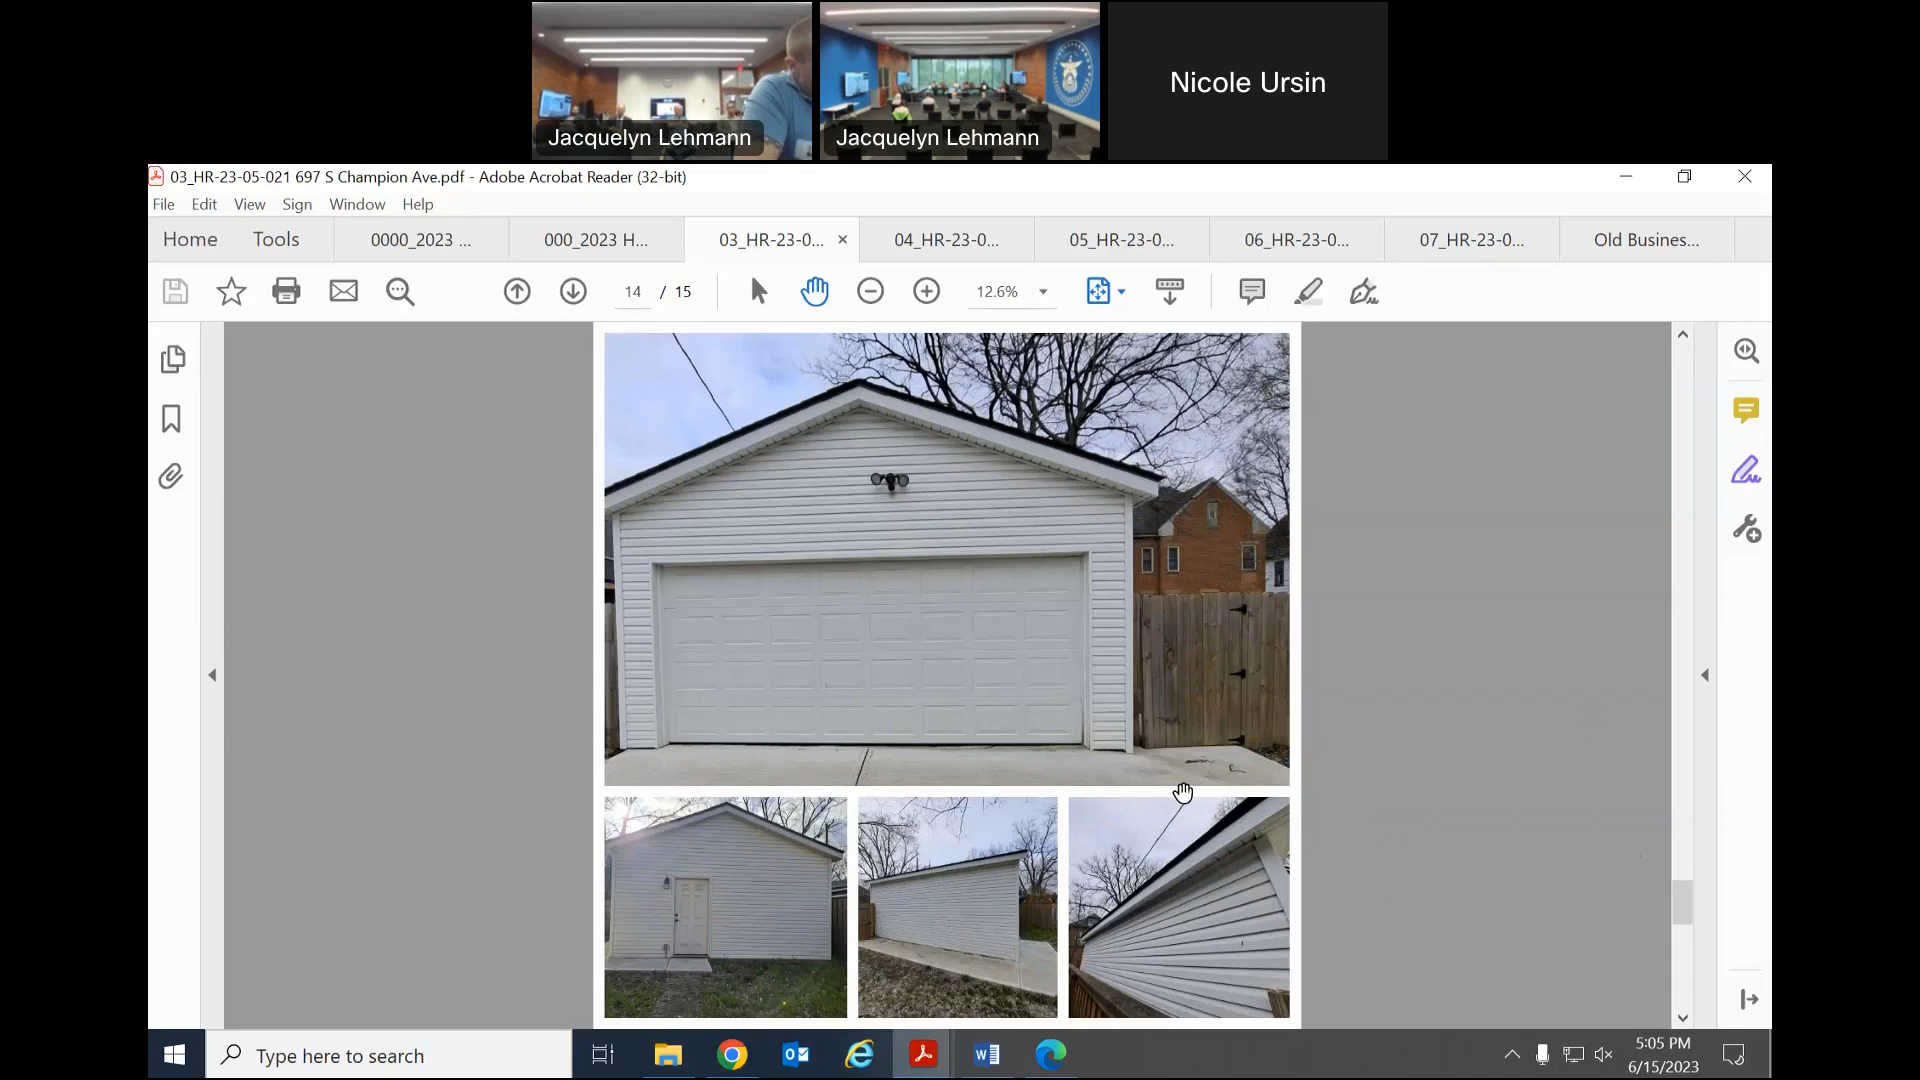 Jacquelyn Lehmann
Jacquelyn Lehmann
Nicole Ursin
03_HR-23-05-021 697 S Champion Ave.pdf - Adobe Acrobat Reader (32-bit)
File Edit View Sign Window Help
Home Tools 0000_2023 ... 000_2023 H... 03_HR-23-0... × 04_HR-23-0... 05_HR-23-0... 06_HR-23-0... 07_HR-23-0... Old Busines...
14 / 15 12.6%
Type here to search
5:05 PM
6/15/2023